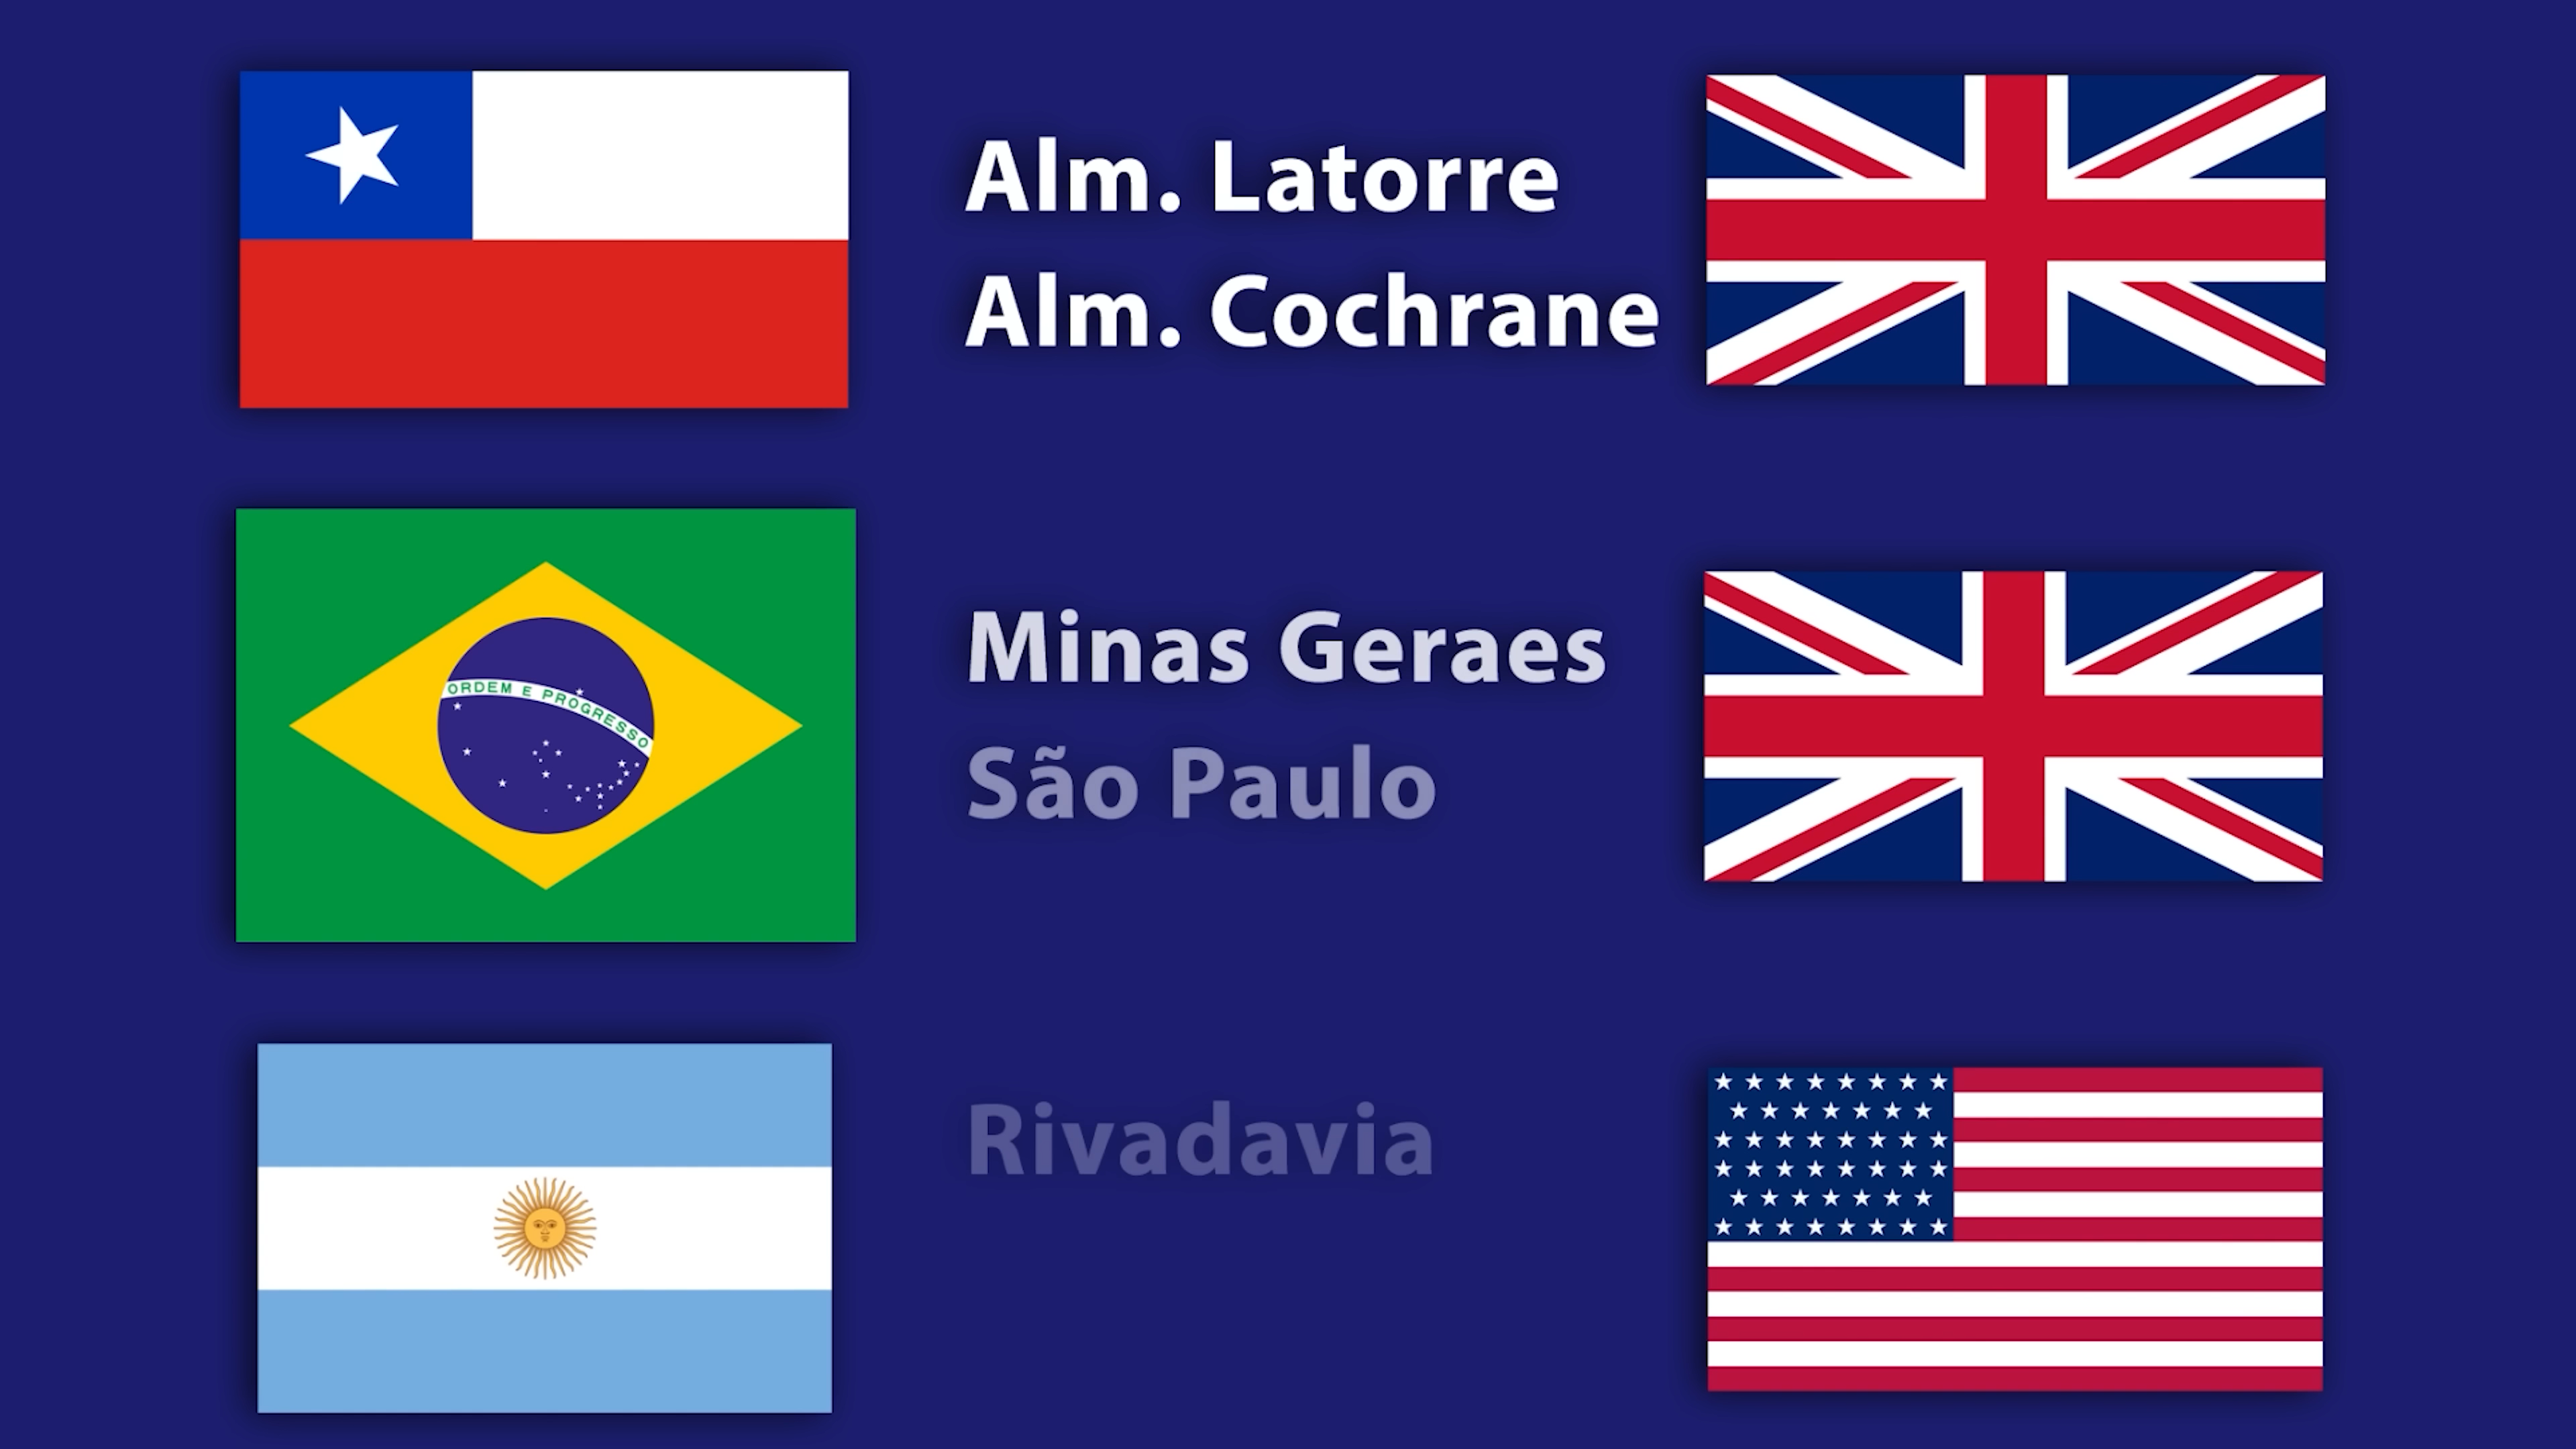 Alm. Latorre
Alm. Cochrane
ORDEM E PROGRESSO
Minas Geraes
São Paulo
Rivadavia